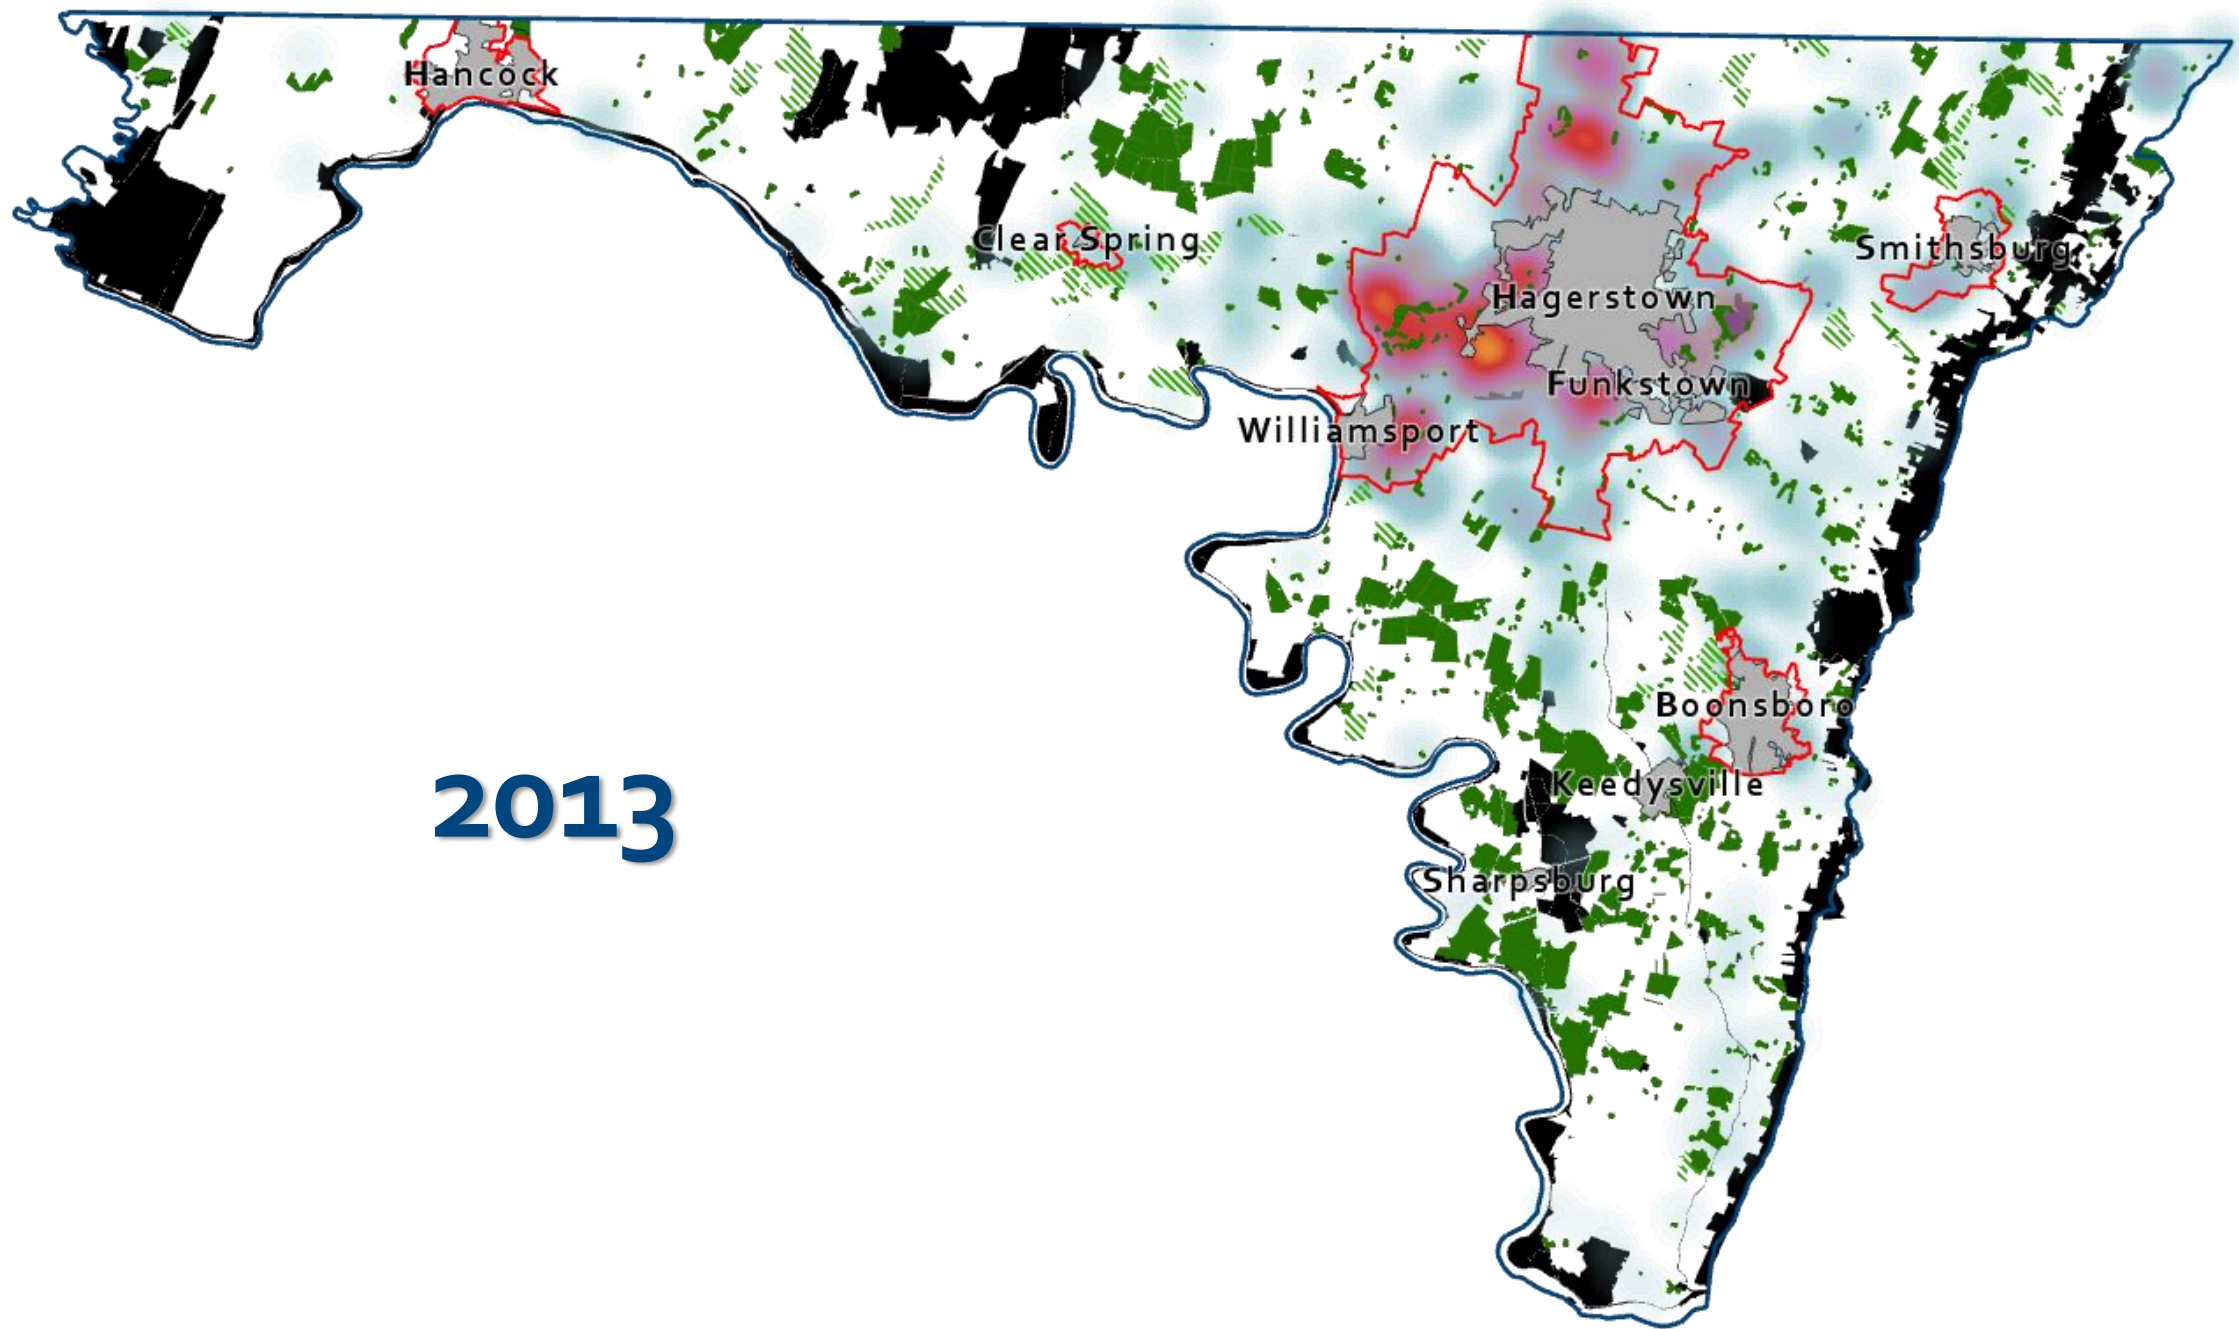 Hancock
Clear Spring
Smithsburg
Hagerstown
Funkstown
Williamsport
Boonsboro
Keedysville
2013
Sharpsburg